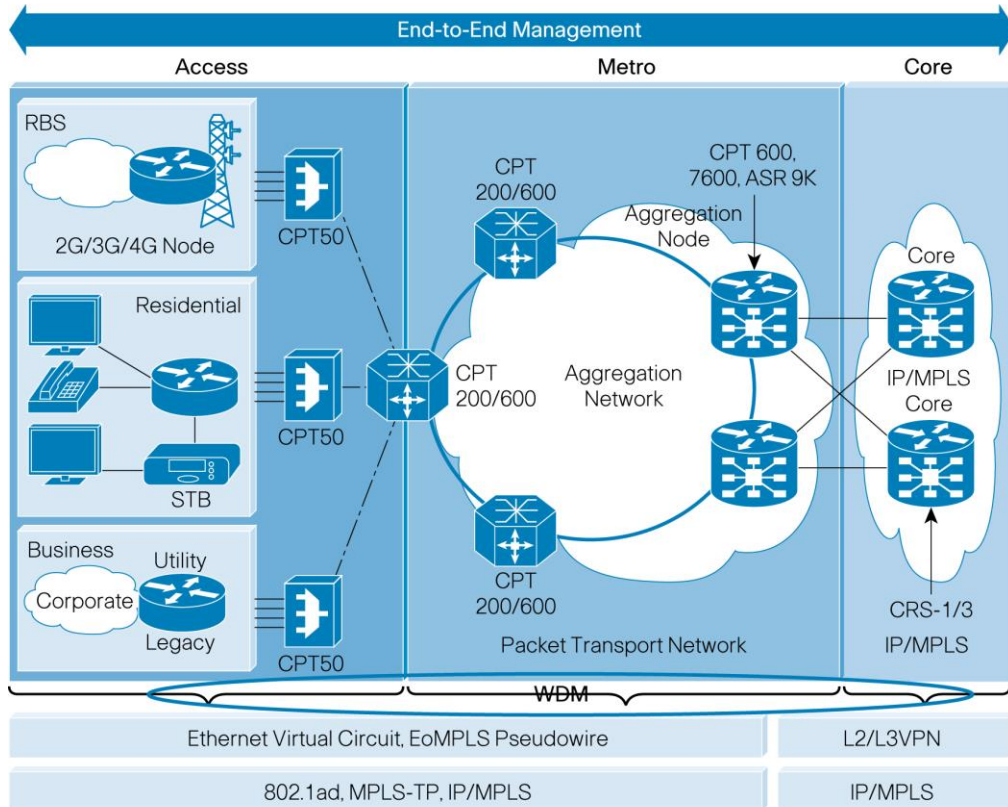 End-to-End Management
Access
Metro
Core
RBS
2G/3G/4G Node
CPT50
Residential
STB
CPT50
Business
Utility
Corporate
Legacy
CPT50
CPT
200/600
CPT
200/600
CPT
200/600
CPT 600,
7600, ASR 9K
Aggregation
Node
Aggregation
Network
Packet Transport Network
Core
IP/MPLS
Core
CRS-1/3
IP/MPLS
WDM
Ethernet Virtual Circuit, EoMPLS Pseudowire
L2/L3VPN
802.1ad, MPLS-TP, IP/MPLS
IP/MPLS